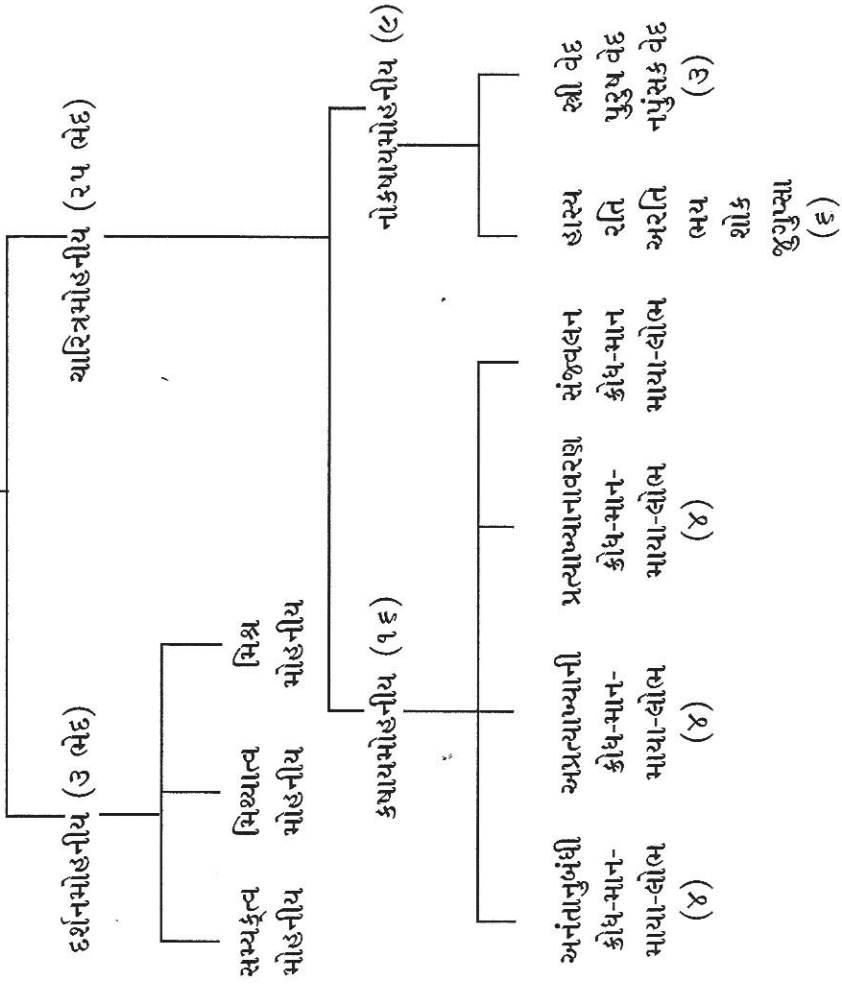 દર્શનમોહનીય (૩ ભેદ)
ચારિત્રમોહનીય (૨૫ ભેદ)
સમ્યક્ત્વ
મોહનીય
મિથ્યાત્વ
મોહનીય
મિશ્ર
મોહનીય
કષાયમોહનીય (૧૬)
નોકષાયમોહનીય (૯)
અનંતાનુબંધી
ક્રોધ-માન-
માયા-લોભ
(૪)
અપ્રત્યાખ્યાની
ક્રોધ-માન-
માયા-લોભ
(૪)
પ્રત્યાખ્યાનાવરણ
ક્રોધ-માન-
માયા-લોભ
(૪)
સંજ્વલન
ક્રોધ-માન
માયા-લોભ
હાસ્ય
રતિ
અરતિ
ભય
શોક
જુગુપ્સા
(૬)
સ્ત્રી વેદ
પુરુષ વેદ
નપુંસક વેદ
(૩)